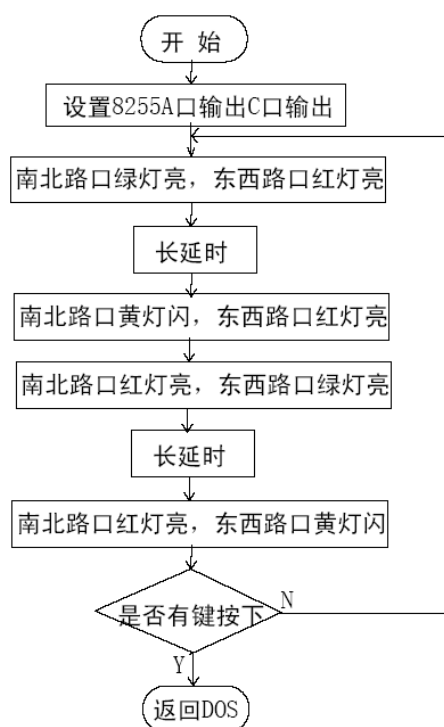 开 始
设置8255A口输出C口输出
南北路口绿灯亮，东西路口红灯亮
长延时
南北路口黄灯闪，东西路口红灯亮
南北路口红灯亮，东西路口绿灯亮
长延时
南北路口红灯亮，东西路口黄灯闪
是否有键按下
N
Y
返回DOS